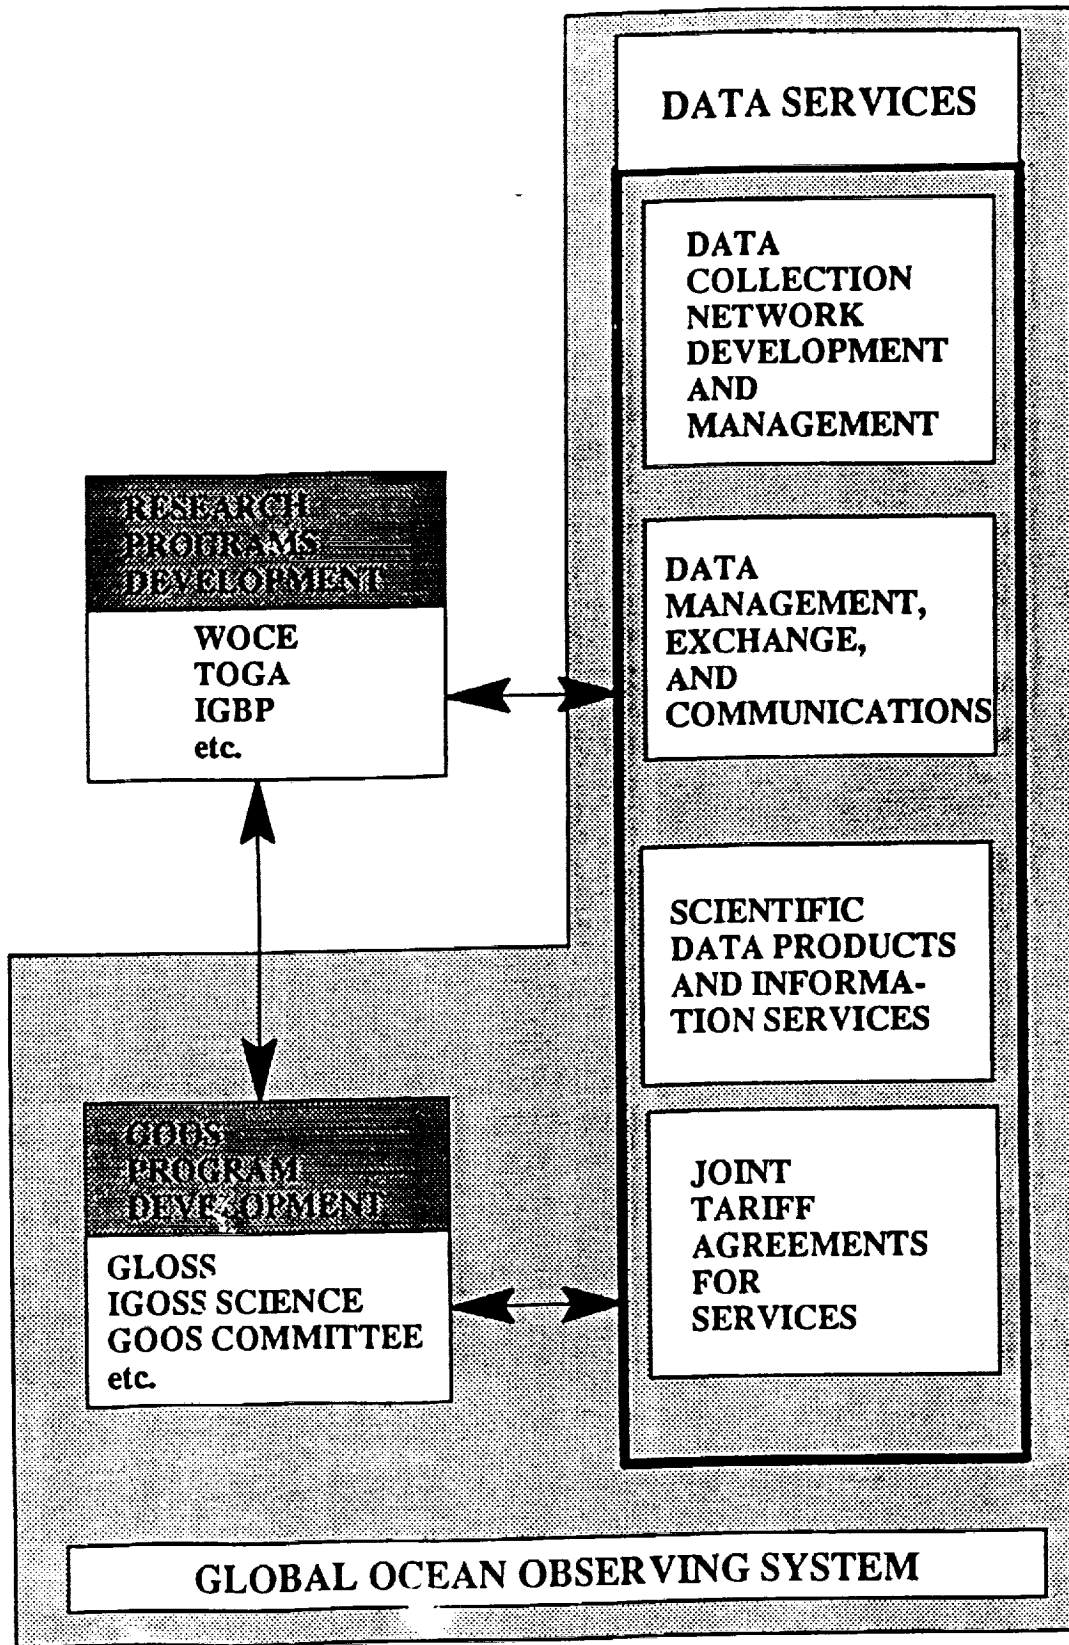 DATA SERVICES
DATA
COLLECTION
NETWORK
DEVELOPMENT
AND
MANAGEMENT
DATA
MANAGEMENT,
EXCHANGE,
AND
COMMUNICATIONS
SCIENTIFIC
DATA PRODUCTS
AND INFORMA-
TION SERVICES
JOINT
TARIFF
AGREEMENTS
FOR
SERVICES
RESEARCH
PROGRAMS
DEVELOPMENT
WOCE
TOGA
IGBP
etc.
GOOS
PROGRAM
DEVELOPMENT
GLOSS
IGOSS SCIENCE
GOOS COMMITTEE
etc.
GLOBAL OCEAN OBSERVING SYSTEM